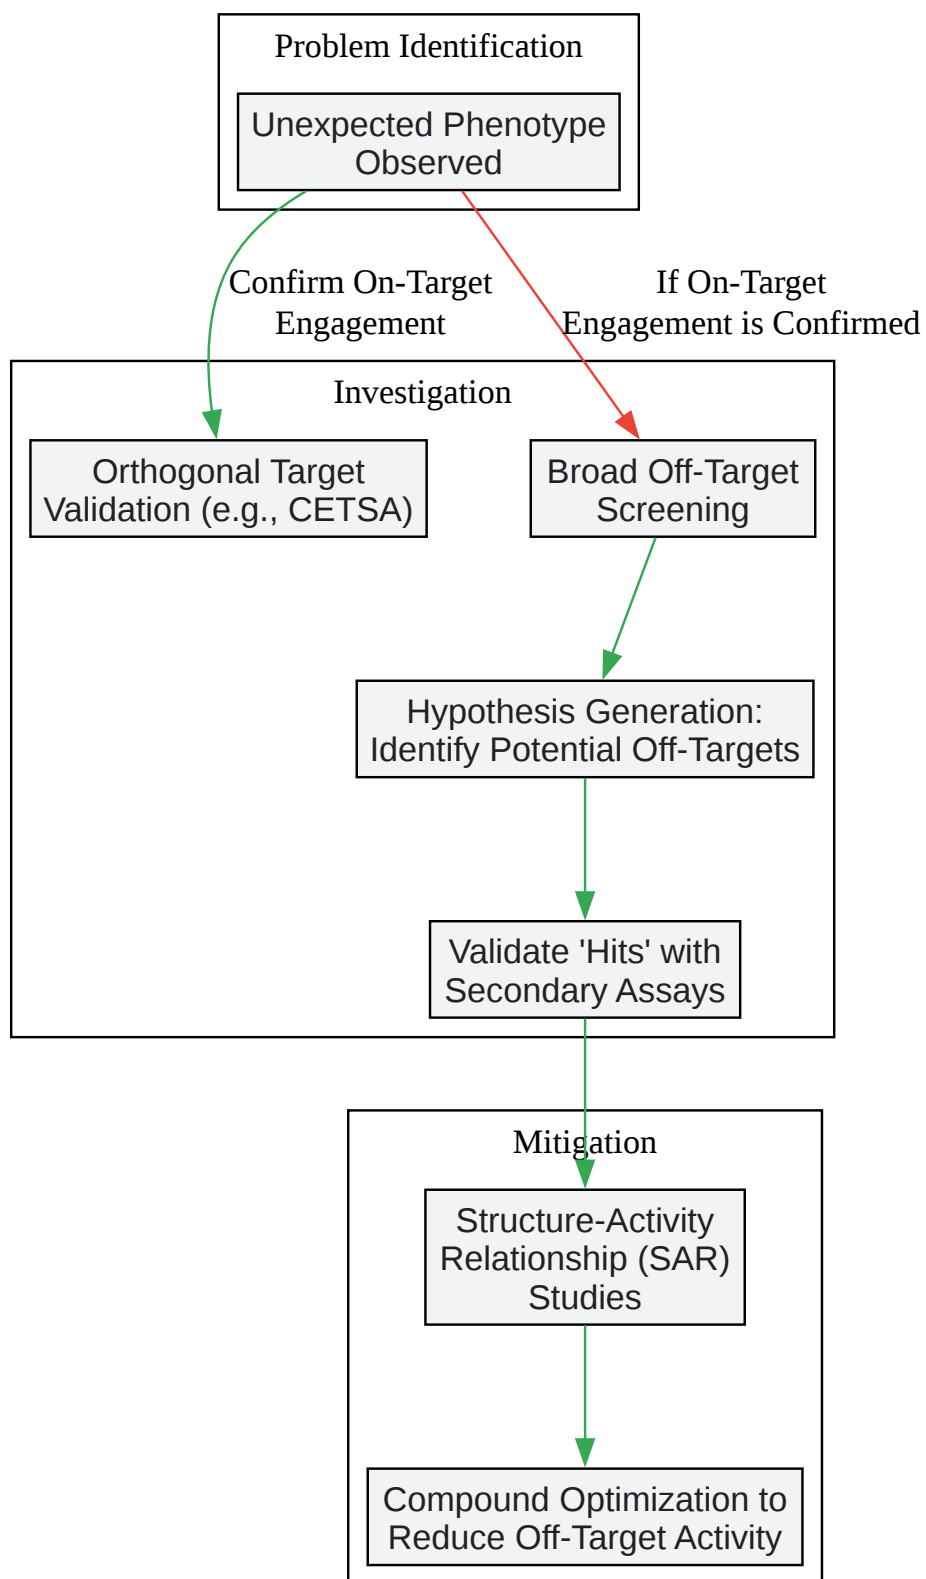 Problem Identification
Unexpected Phenotype
Observed
Confirm On-Target
Engagement
If On-Target
Engagement is Confirmed
Investigation
Orthogonal Target
Validation (e.g., CETSA)
Broad Off-Target
Screening
Hypothesis Generation:
Identify Potential Off-Targets
Validate 'Hits' with
Secondary Assays
Mitigation
Structure-Activity
Relationship (SAR)
Studies
Compound Optimization to
Reduce Off-Target Activity